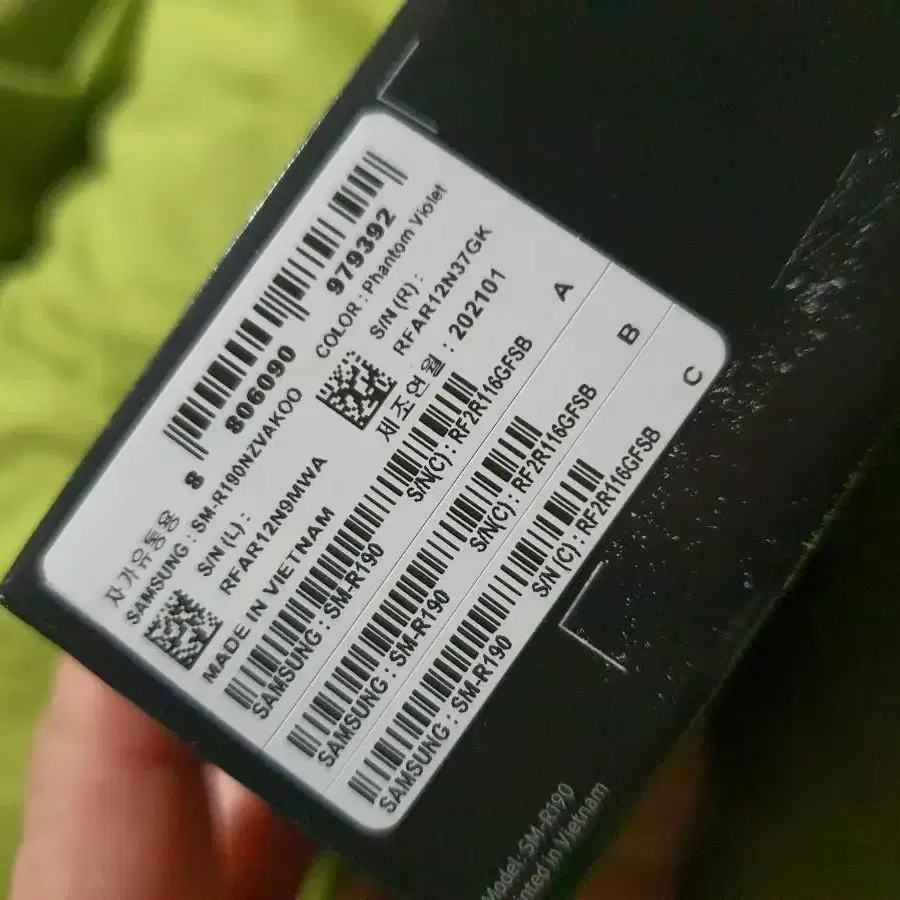 자가유통용
8 806090 979392
SAMSUNG : SM-R190NZVAKOO COLOR : Phantom Violet
S/N (L) :
RFAR12N9MWA
S/N (R) :
RFAR12N37GK
MADE IN VIETNAM
제조연월 : 202101
SAMSUNG : SM-R190 S/N(C) : RF2R116GFSB A
SAMSUNG : SM-R190 S/N(C) : RF2R116GFSB B
SAMSUNG : SM-R190 S/N (C) : RF2R116GFSB C
Model-SM-R190
in Vietnam